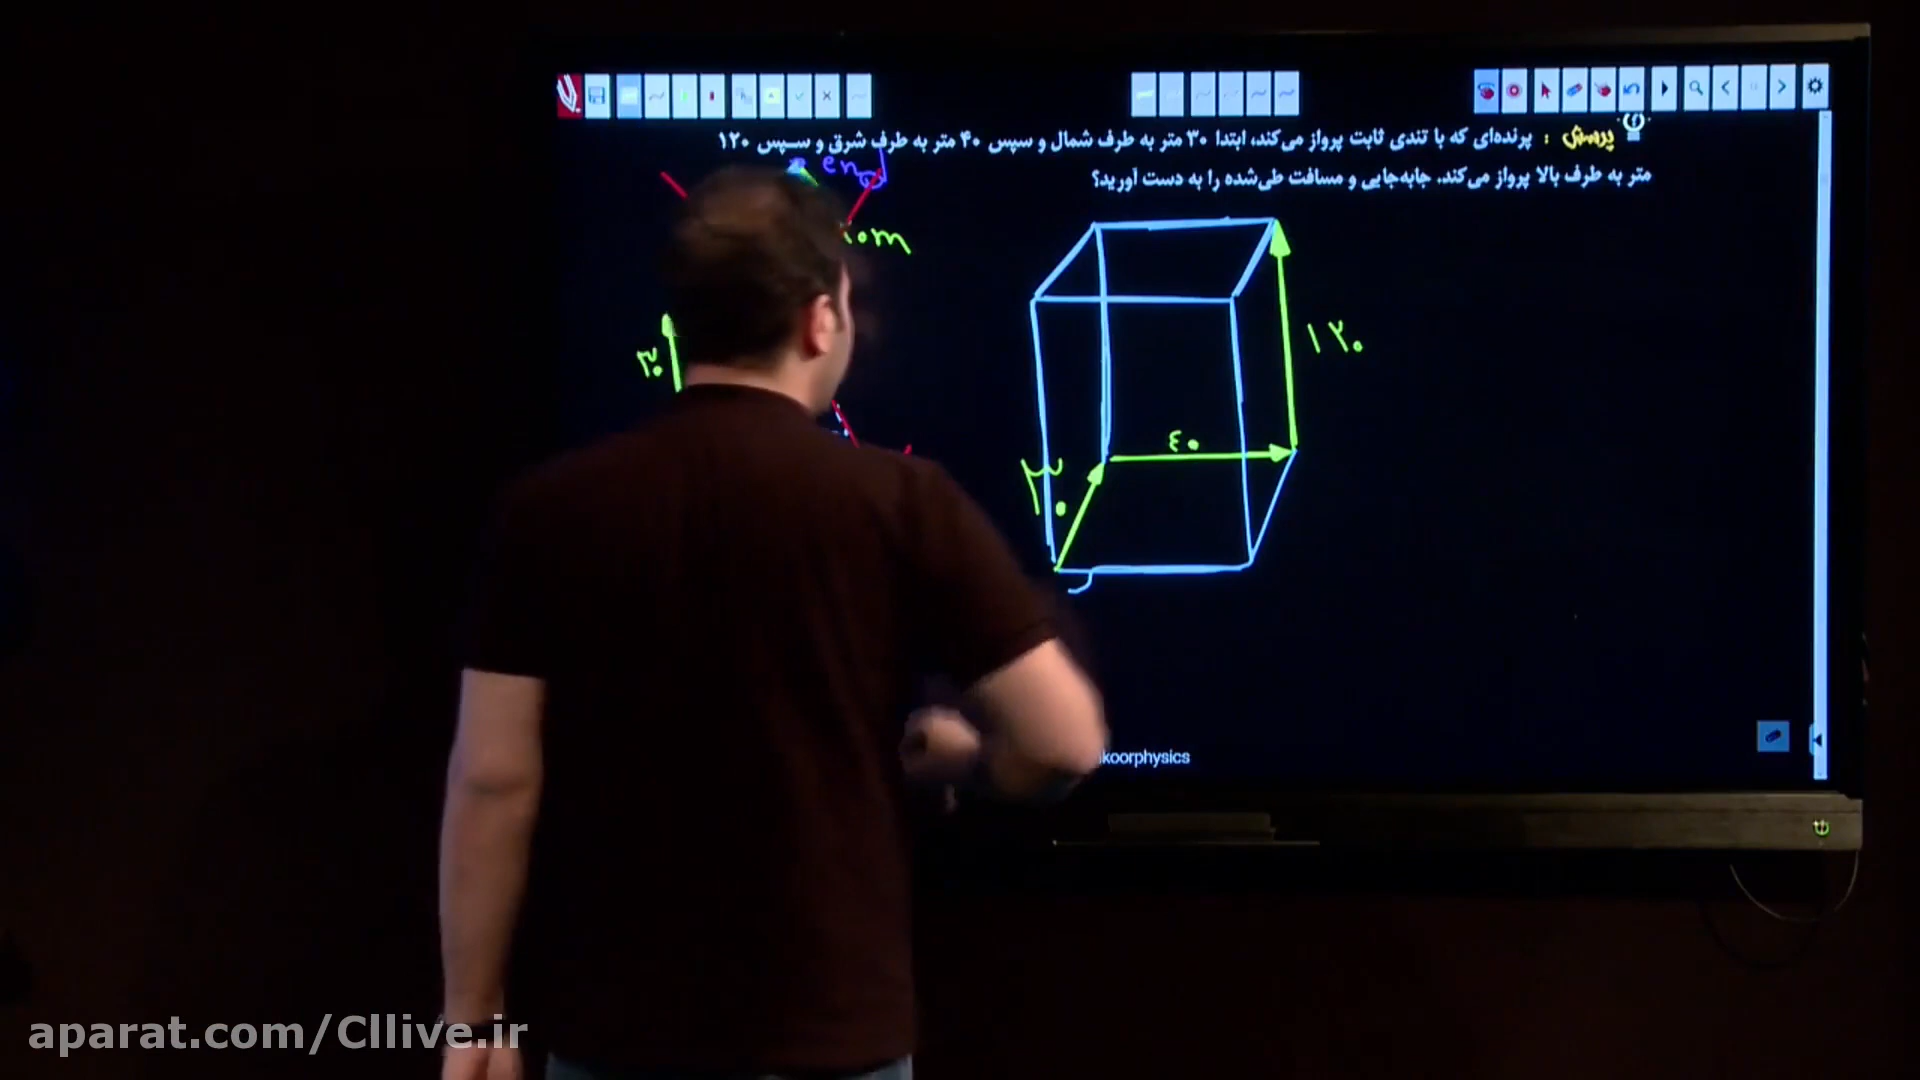 پرسش : پرنده‌ای که با تندی ثابت پرواز می‌کند، ابتدا ۳۰ متر به طرف شمال و سپس ۴۰ متر به طرف شرق و سپس ۱۲۰
متر به طرف بالا پرواز می‌کند. جابه‌جایی و مسافت طی‌شده را به دست آورید؟
۳۰
۱۲۰
٤٠
۳۰
koorphysics
aparat.com/Cllive.ir